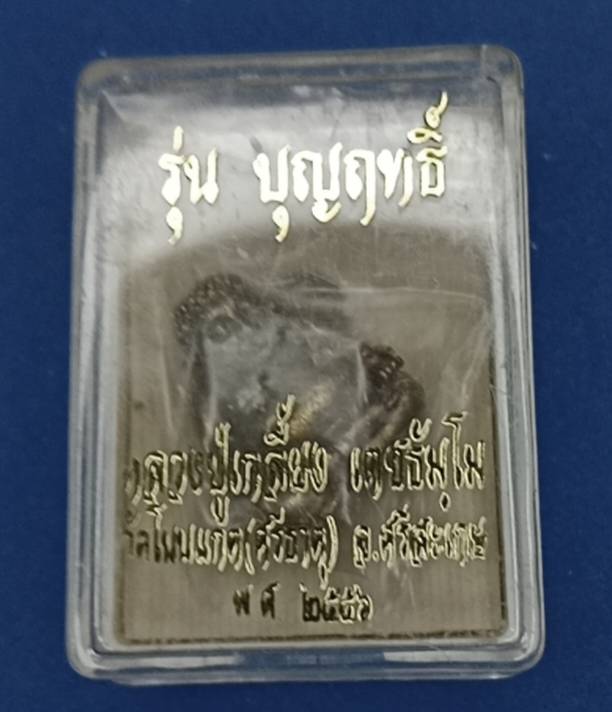 รุ่น บุญฤทธิ์
หลวงปู่เกลี้ยง เตชธัมฺโม
วัดโนนแกด(ศรีธาตุ) จ.ศรีสะเกษ
พ ศ ๒๕๕๖